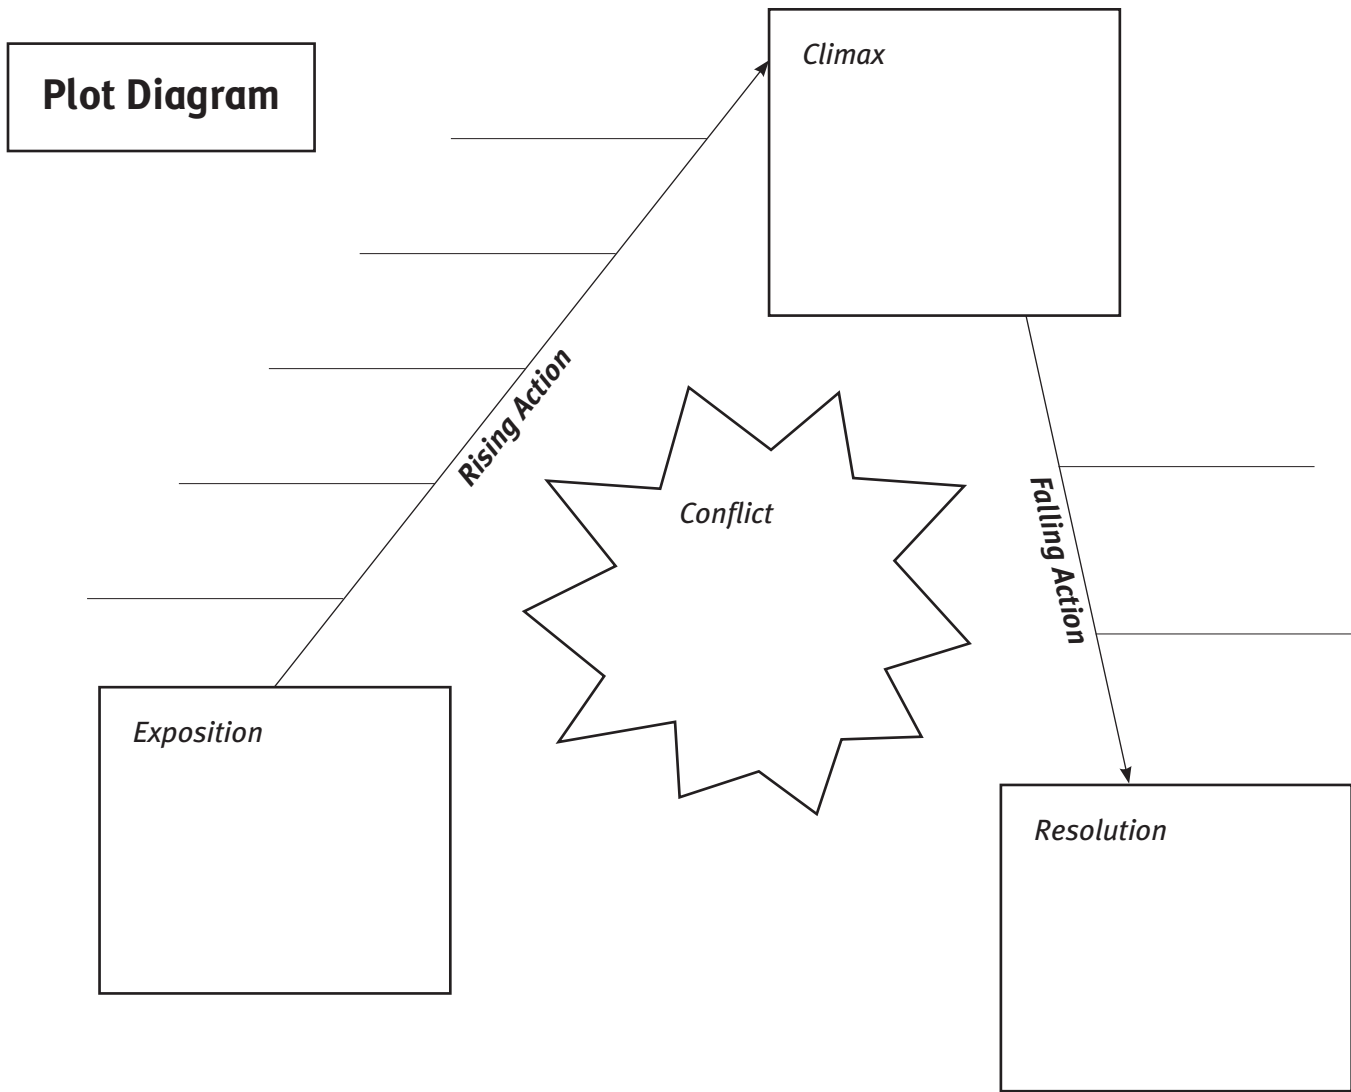 Plot Diagram
Climax
Rising Action
Conflict
Falling Action
Exposition
Resolution